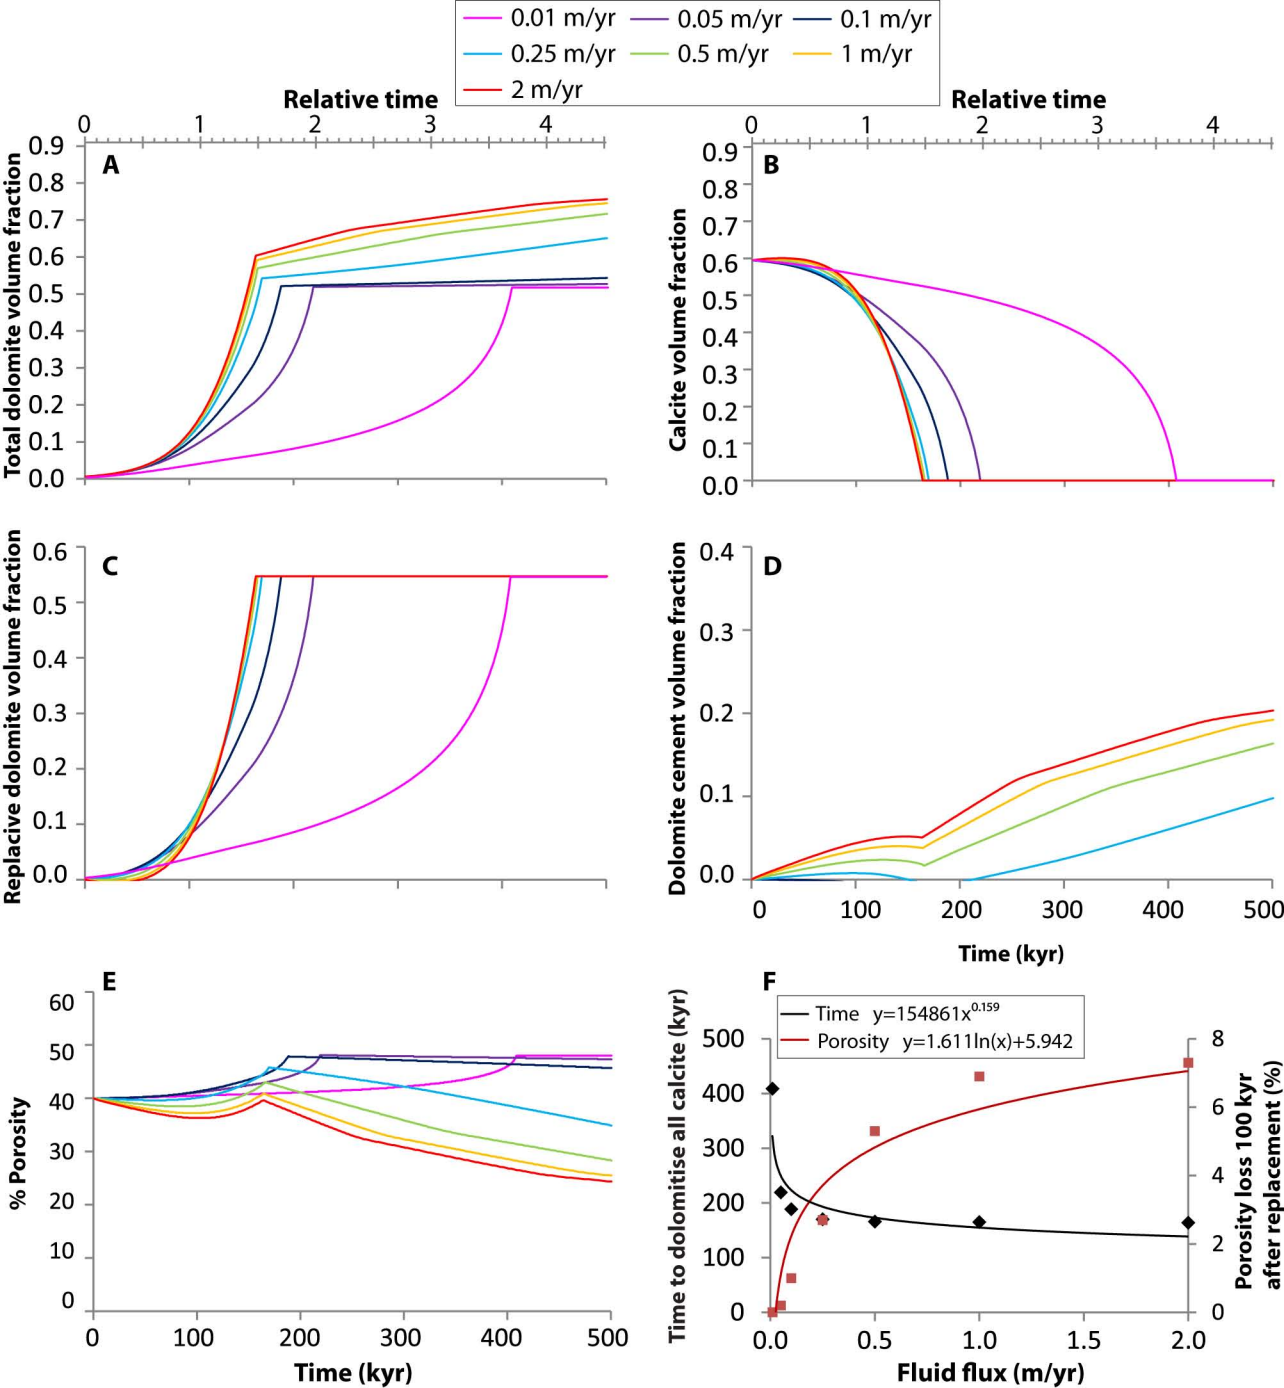 0.01 m/yr 0.05 m/yr 0.1 m/yr
0.25 m/yr 0.5 m/yr 1 m/yr
2 m/yr
Relative time
0 1 2 3 4
A
Total dolomite volume fraction
0.9
0.8
0.7
0.6
0.5
0.4
0.3
0.2
0.1
0.0
Relative time
0 1 2 3 4
B
Calcite volume fraction
0.9
0.8
0.7
0.6
0.5
0.4
0.3
0.2
0.1
0.0
C
Replacive dolomite volume fraction
0.6
0.5
0.4
0.3
0.2
0.1
0.0
D
Dolomite cement volume fraction
0.4
0.3
0.2
0.1
0.0
0 100 200 300 400 500
Time (kyr)
E
% Porosity
60
50
40
30
20
10
0
0 100 200 300 400 500
Time (kyr)
F
Time y=154861x0.159
Porosity y=1.611ln(x)+5.942
Time to dolomitise all calcite (kyr)
500
400
300
200
100
0
8
6
4
2
0
Porosity loss 100 kyr
after replacement (%)
0.0 0.5 1.0 1.5 2.0
Fluid flux (m/yr)